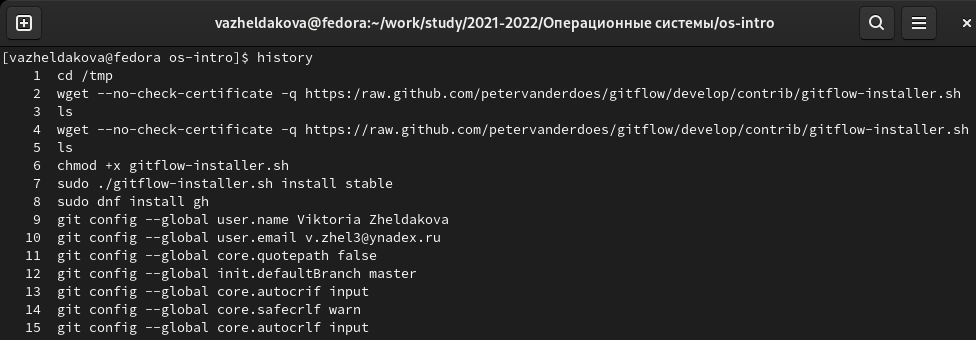 vazheldakova@fedora:~/work/study/2021-2022/Операционные системы/os-intro
[vazheldakova@fedora os-intro]$ history
1 cd /tmp
2 wget --no-check-certificate -q https:/raw.github.com/petervanderdoes/gitflow/develop/contrib/gitflow-installer.sh
3 ls
4 wget --no-check-certificate -q https://raw.github.com/petervanderdoes/gitflow/develop/contrib/gitflow-installer.sh
5 ls
6 chmod +x gitflow-installer.sh
7 sudo ./gitflow-installer.sh install stable
8 sudo dnf install gh
9 git config --global user.name Viktoria Zheldakova
10 git config --global user.email v.zhel3@ynadex.ru
11 git config --global core.quotepath false
12 git config --global init.defaultBranch master
13 git config --global core.autocrif input
14 git config --global core.safecrlf warn
15 git config --global core.autocrlf input